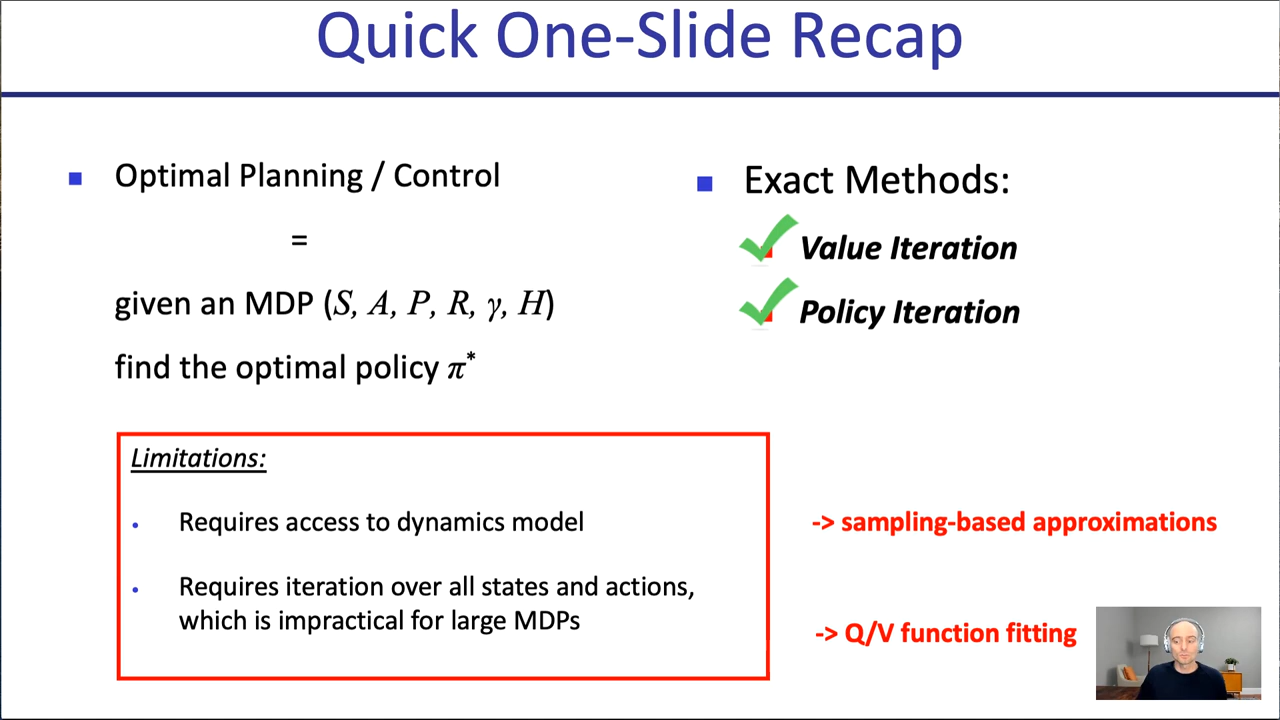 Quick One-Slide Recap
Optimal Planning / Control
=
given an MDP (S, A, P, R, γ, H)
find the optimal policy π*
Exact Methods:
Value Iteration
Policy Iteration
Limitations:
Requires access to dynamics model
-> sampling-based approximations
Requires iteration over all states and actions,
which is impractical for large MDPs
-> Q/V function fitting